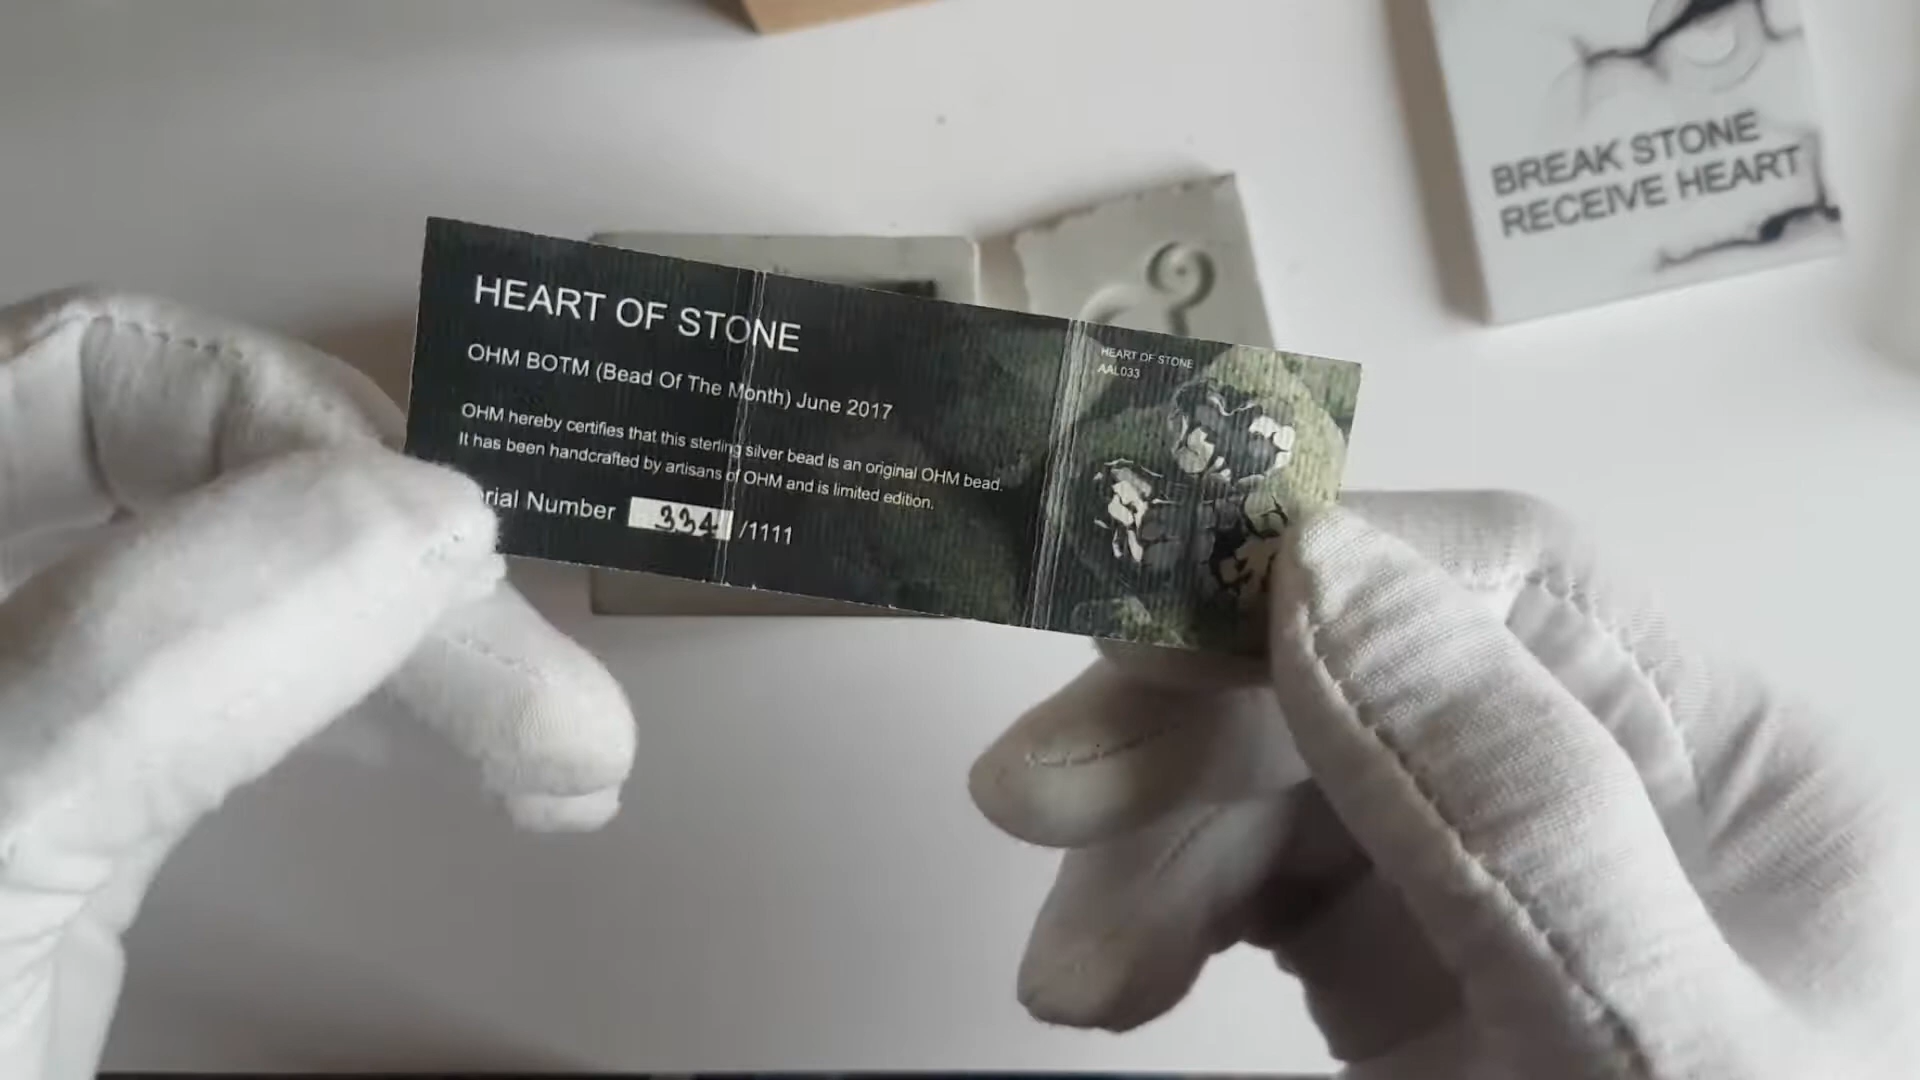 BREAK STONE
RECEIVE HEART
HEART OF STONE
OHM BOTM (Bead Of The Month) June 2017
OHM hereby certifies that this sterling silver bead is an original OHM bead.
It has been handcrafted by artisans of OHM and is limited edition.
rial Number 334 /1111
HEART OF STONE
AAL033